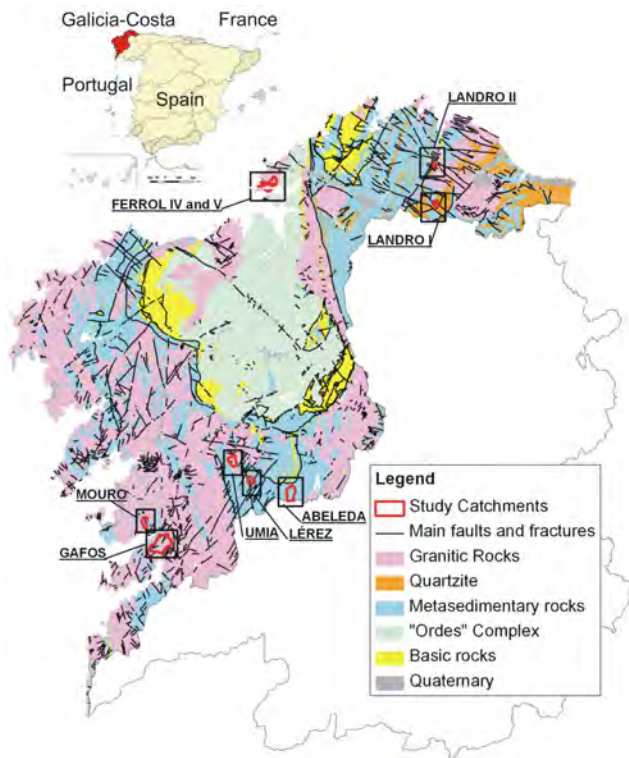 Galicia-Costa
France
Portugal
Spain
LANDRO II
FERROL IV and V
LANDRO I
MOURO
GAFOS
UMIA
LÉREZ
ABELEDA
Legend
Study Catchments
Main faults and fractures
Granitic Rocks
Quartzite
Metasedimentary rocks
"Ordes" Complex
Basic rocks
Quaternary